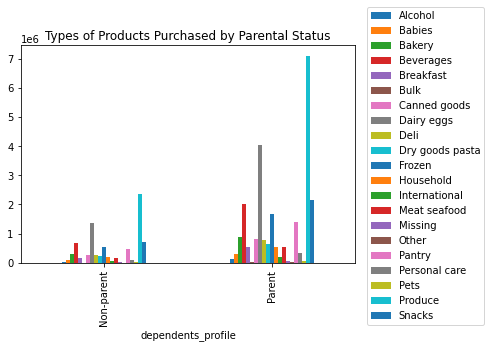 Types of Products Purchased by Parental Status
1e6
7
6
5
4
3
2
1
0
Non-parent
Parent
dependents_profile
Alcohol
Babies
Bakery
Beverages
Breakfast
Bulk
Canned goods
Dairy eggs
Deli
Dry goods pasta
Frozen
Household
International
Meat seafood
Missing
Other
Pantry
Personal care
Pets
Produce
Snacks